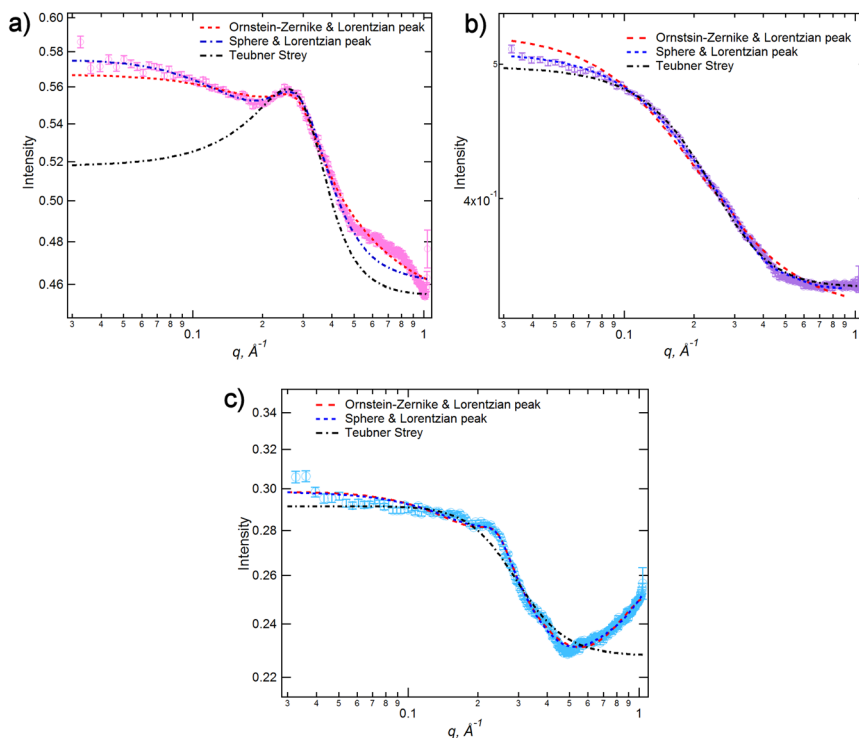 a)
Ornstein-Zernike & Lorentzian peak
Sphere & Lorentzian peak
Teubner Strey
0.60
0.58
0.56
0.54
0.52
0.50
0.48
0.46
Intensity
3 4 5 6 7 8 9 0.1 2 3 4 5 6 7 8 9 1
q, Å-1
b)
Ornstsin-Zernike & Lorentzian peak
Sphere & Lorentzian peak
Teubner Strey
5
4x10-1
Intensity
3 4 5 6 7 8 9 0.1 2 3 4 5 6 7 8 9 1
q, Å-1
c)
Ornstein-Zernike & Lorentzian peak
Sphere & Lorentzian peak
Teubner Strey
0.34
0.32
0.30
0.28
0.26
0.24
0.22
Intensity
3 4 5 6 7 8 9 0.1 2 3 4 5 6 7 8 9 1
q, Å-1